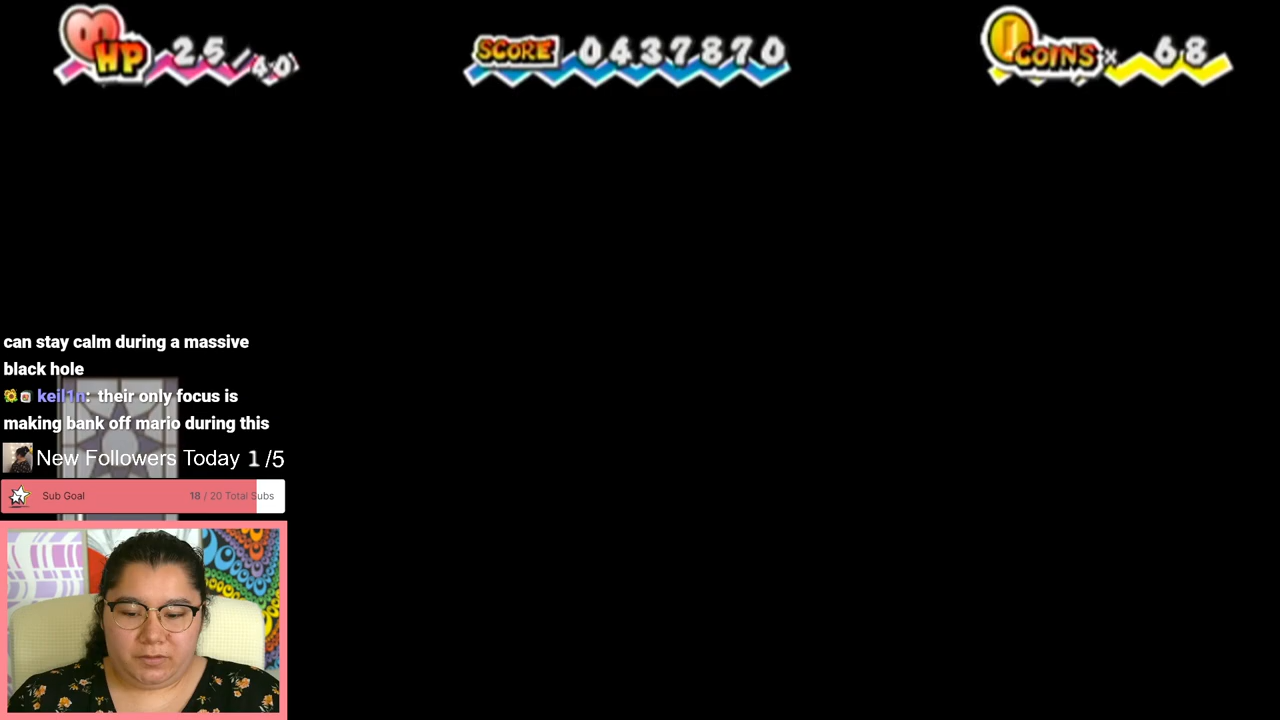 HP 25/40
SCORE 0437870
COINS × 68
can stay calm during a massive
black hole
keil1n: their only focus is
making bank off mario during this
New Followers Today 1 /5
Sub Goal 18 / 20 Total Subs